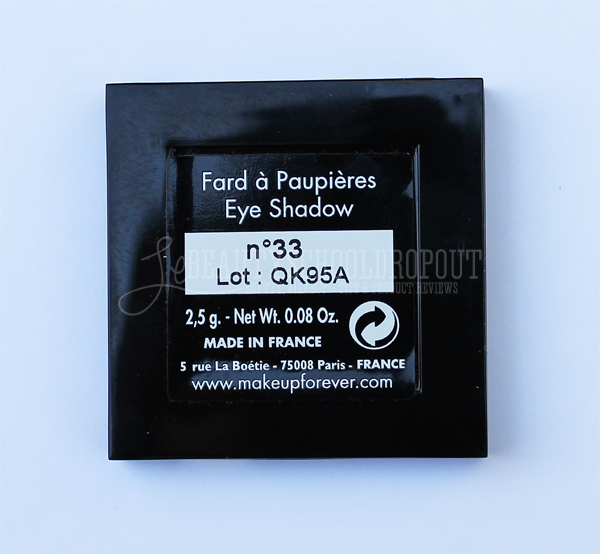 Fard à Paupières
Eye Shadow
n°33
Lot : QK95A
2,5 g. - Net Wt. 0.08 Oz.
MADE IN FRANCE
5 rue La Boétie - 75008 Paris - FRANCE
www.makeupforever.com